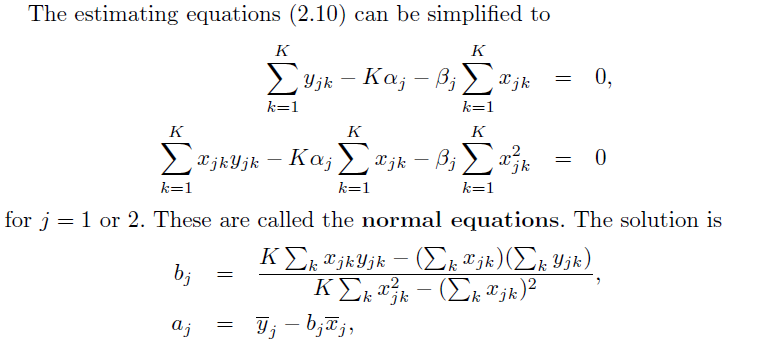 The estimating equations (2.10) can be simplified to
\sum_{k=1}^{K} y_{jk} - K\alpha_j - \beta_j \sum_{k=1}^{K} x_{jk} = 0,
\sum_{k=1}^{K} x_{jk} y_{jk} - K\alpha_j \sum_{k=1}^{K} x_{jk} - \beta_j \sum_{k=1}^{K} x_{jk}^2 = 0
for j = 1 or 2. These are called the normal equations. The solution is
b_j = \frac{K \sum_k x_{jk} y_{jk} - (\sum_k x_{jk})(\sum_k y_{jk})}{K \sum_k x_{jk}^2 - (\sum_k x_{jk})^2},
a_j = \overline{y}_j - b_j \overline{x}_j,